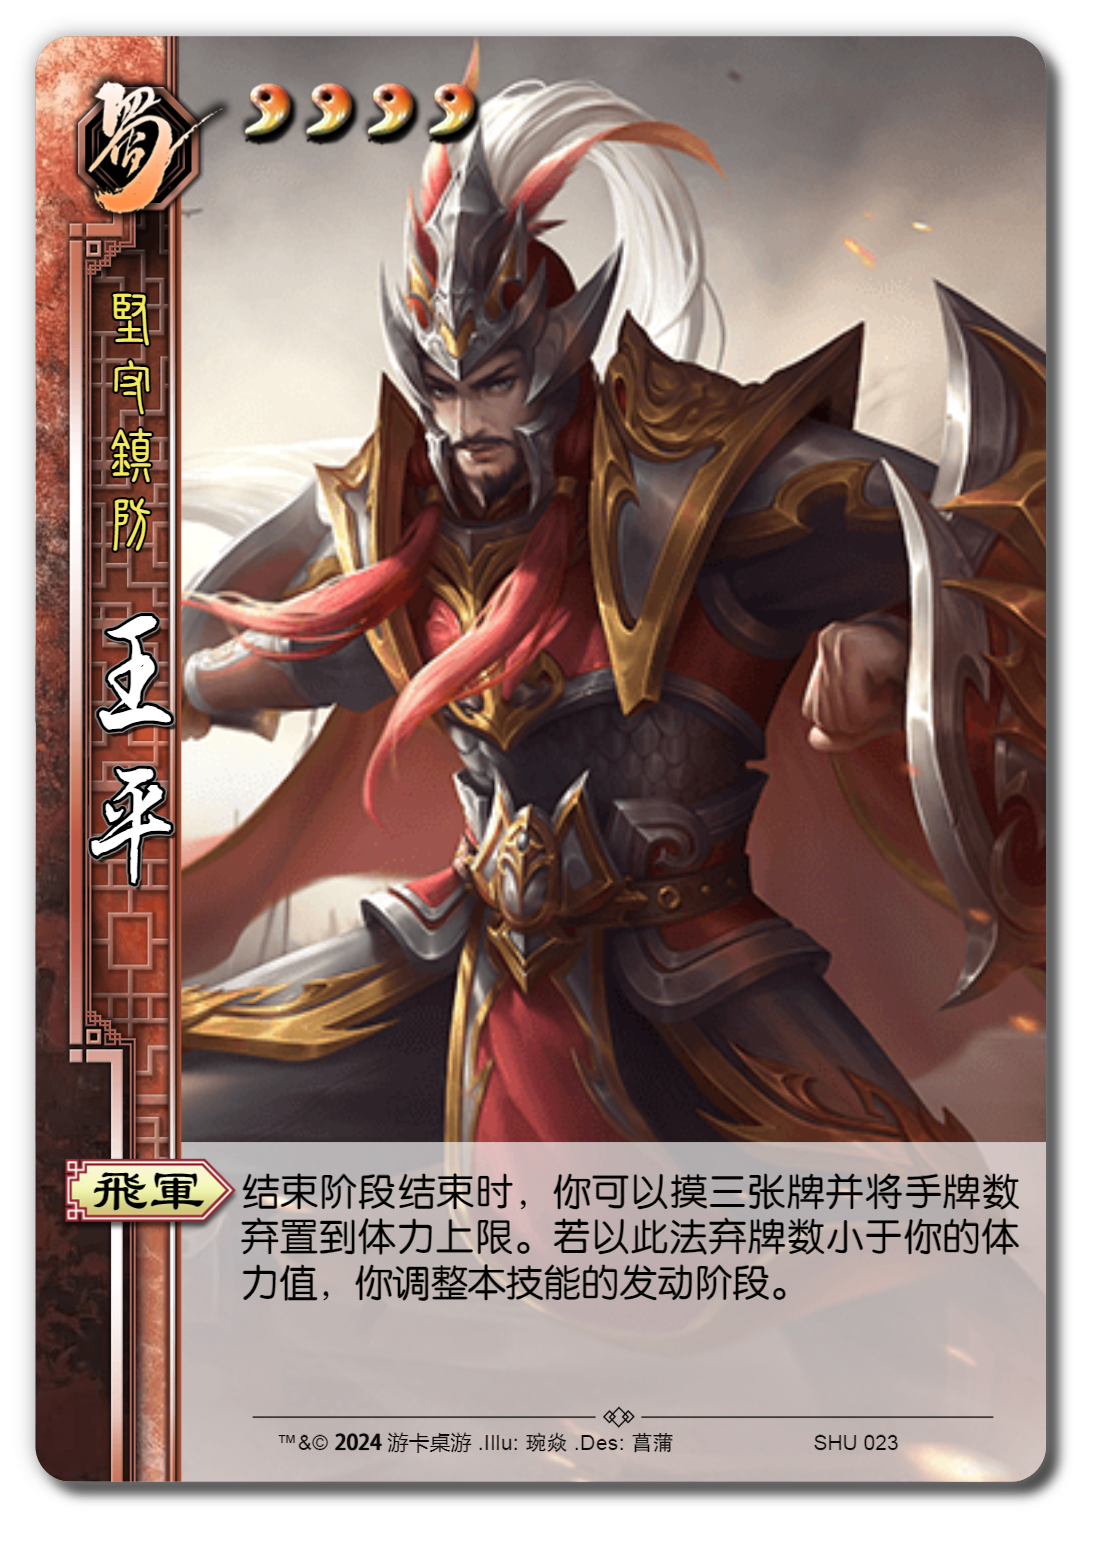 蜀
堅守鎮防
王平
飛軍
结束阶段结束时，你可以摸三张牌并将手牌数
弃置到体力上限。若以此法弃牌数小于你的体
力值，你调整本技能的发动阶段。
™&© 2024 游卡桌游 .Illu: 琬焱 .Des: 菖蒲
SHU 023